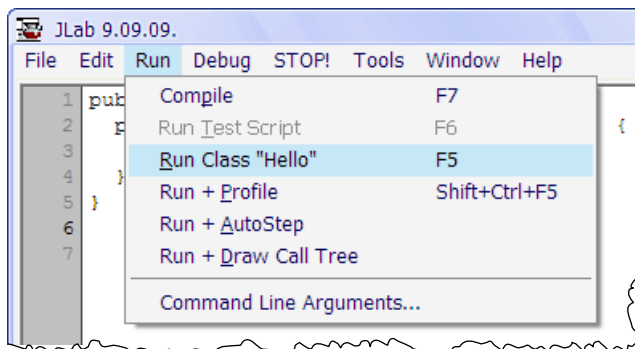 JLab 9.09.09.
File Edit Run Debug STOP! Tools Window Help
1 pub
Compile F7
2 p
Run Test Script F6
{
3
Run Class "Hello" F5
4 }
Run + Profile Shift+Ctrl+F5
5 }
Run + AutoStep
6
7
Run + Draw Call Tree
Command Line Arguments...